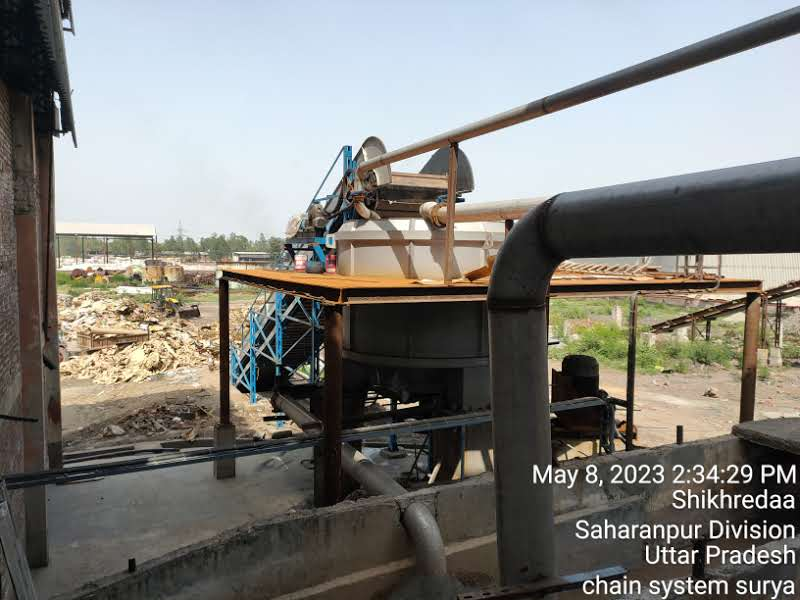 May 8, 2023 2:34:29 PM
Shikhredaa
Saharanpur Division
Uttar Pradesh
chain system surya